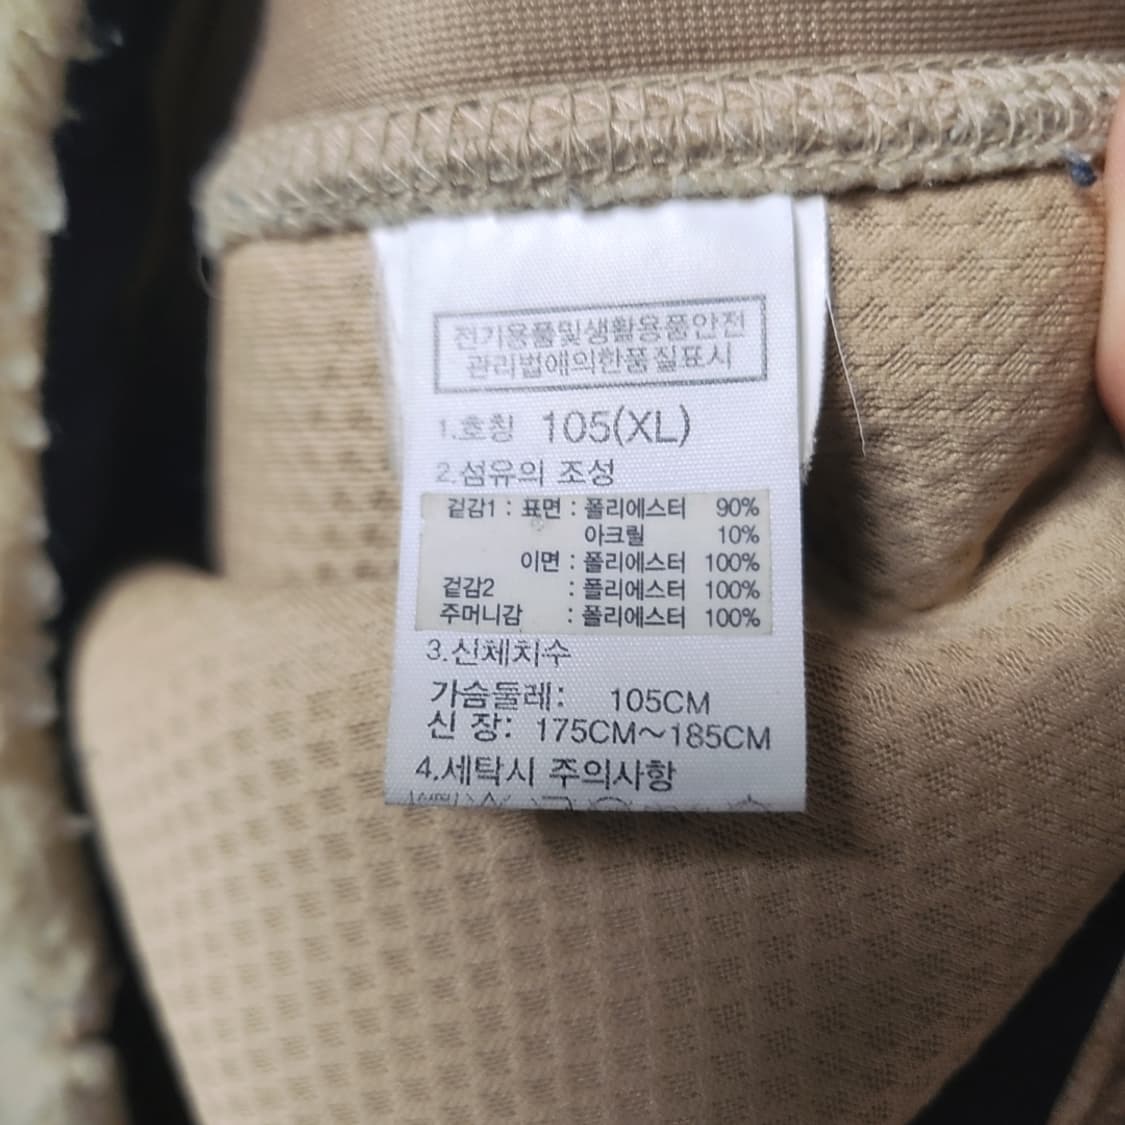 전기용품및생활용품안전
관리법에의한품질표시
1.호칭 105(XL)
2.섬유의 조성
겉감1 : 표면 : 폴리에스터 90%
아크릴 10%
이면 : 폴리에스터 100%
겉감2 : 폴리에스터 100%
주머니감 : 폴리에스터 100%
3.신체치수
가슴둘레: 105CM
신 장: 175CM~185CM
4.세탁시 주의사항